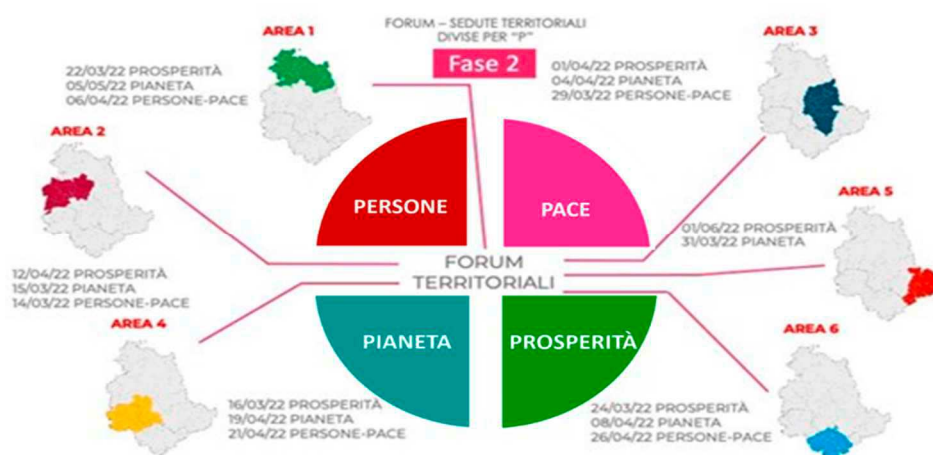 FORUM – SEDUTE TERRITORIALI
DIVISE PER “P”
Fase 2
AREA 1
22/03/22 PROSPERITÀ
05/05/22 PIANETA
06/04/22 PERSONE-PACE
AREA 3
01/04/22 PROSPERITÀ
04/04/22 PIANETA
29/03/22 PERSONE-PACE
AREA 2
12/04/22 PROSPERITÀ
15/03/22 PIANETA
14/03/22 PERSONE-PACE
PERSONE
PACE
AREA 5
01/06/22 PROSPERITÀ
31/03/22 PIANETA
FORUM
TERRITORIALI
AREA 4
16/03/22 PROSPERITÀ
19/04/22 PIANETA
21/04/22 PERSONE-PACE
PIANETA
PROSPERITÀ
AREA 6
24/03/22 PROSPERITÀ
08/04/22 PIANETA
26/04/22 PERSONE-PACE